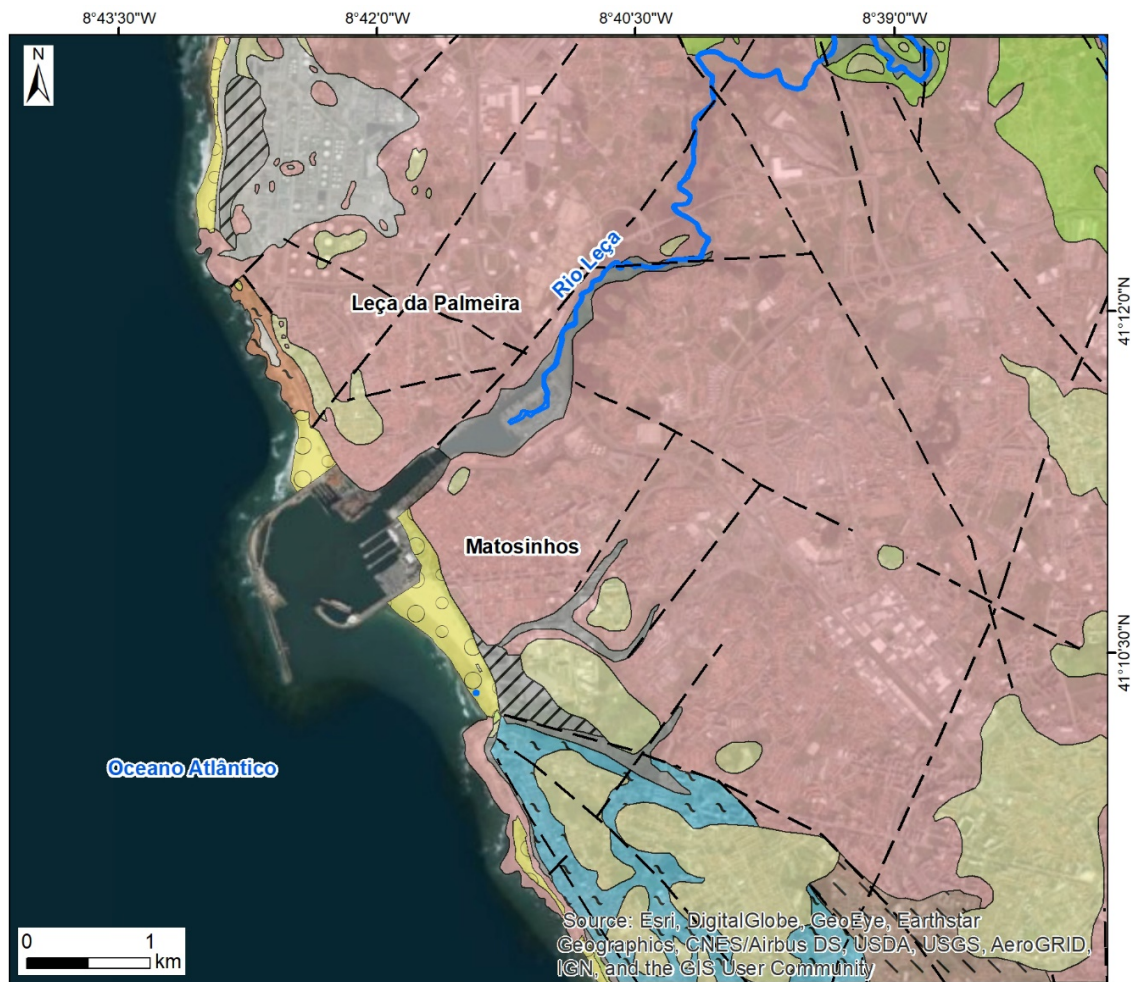 8°43'30"W
8°42'0"W
8°40'30"W
8°39'0"W
N
Rio Leça
Leça da Palmeira
41°12'0"N
Matosinhos
41°10'30"N
Oceano Atlântico
0 1
km
Source: Esri, DigitalGlobe, GeoEye, Earthstar
Geographics, CNES/Airbus DS, USDA, USGS, AeroGRID,
IGN, and the GIS User Community